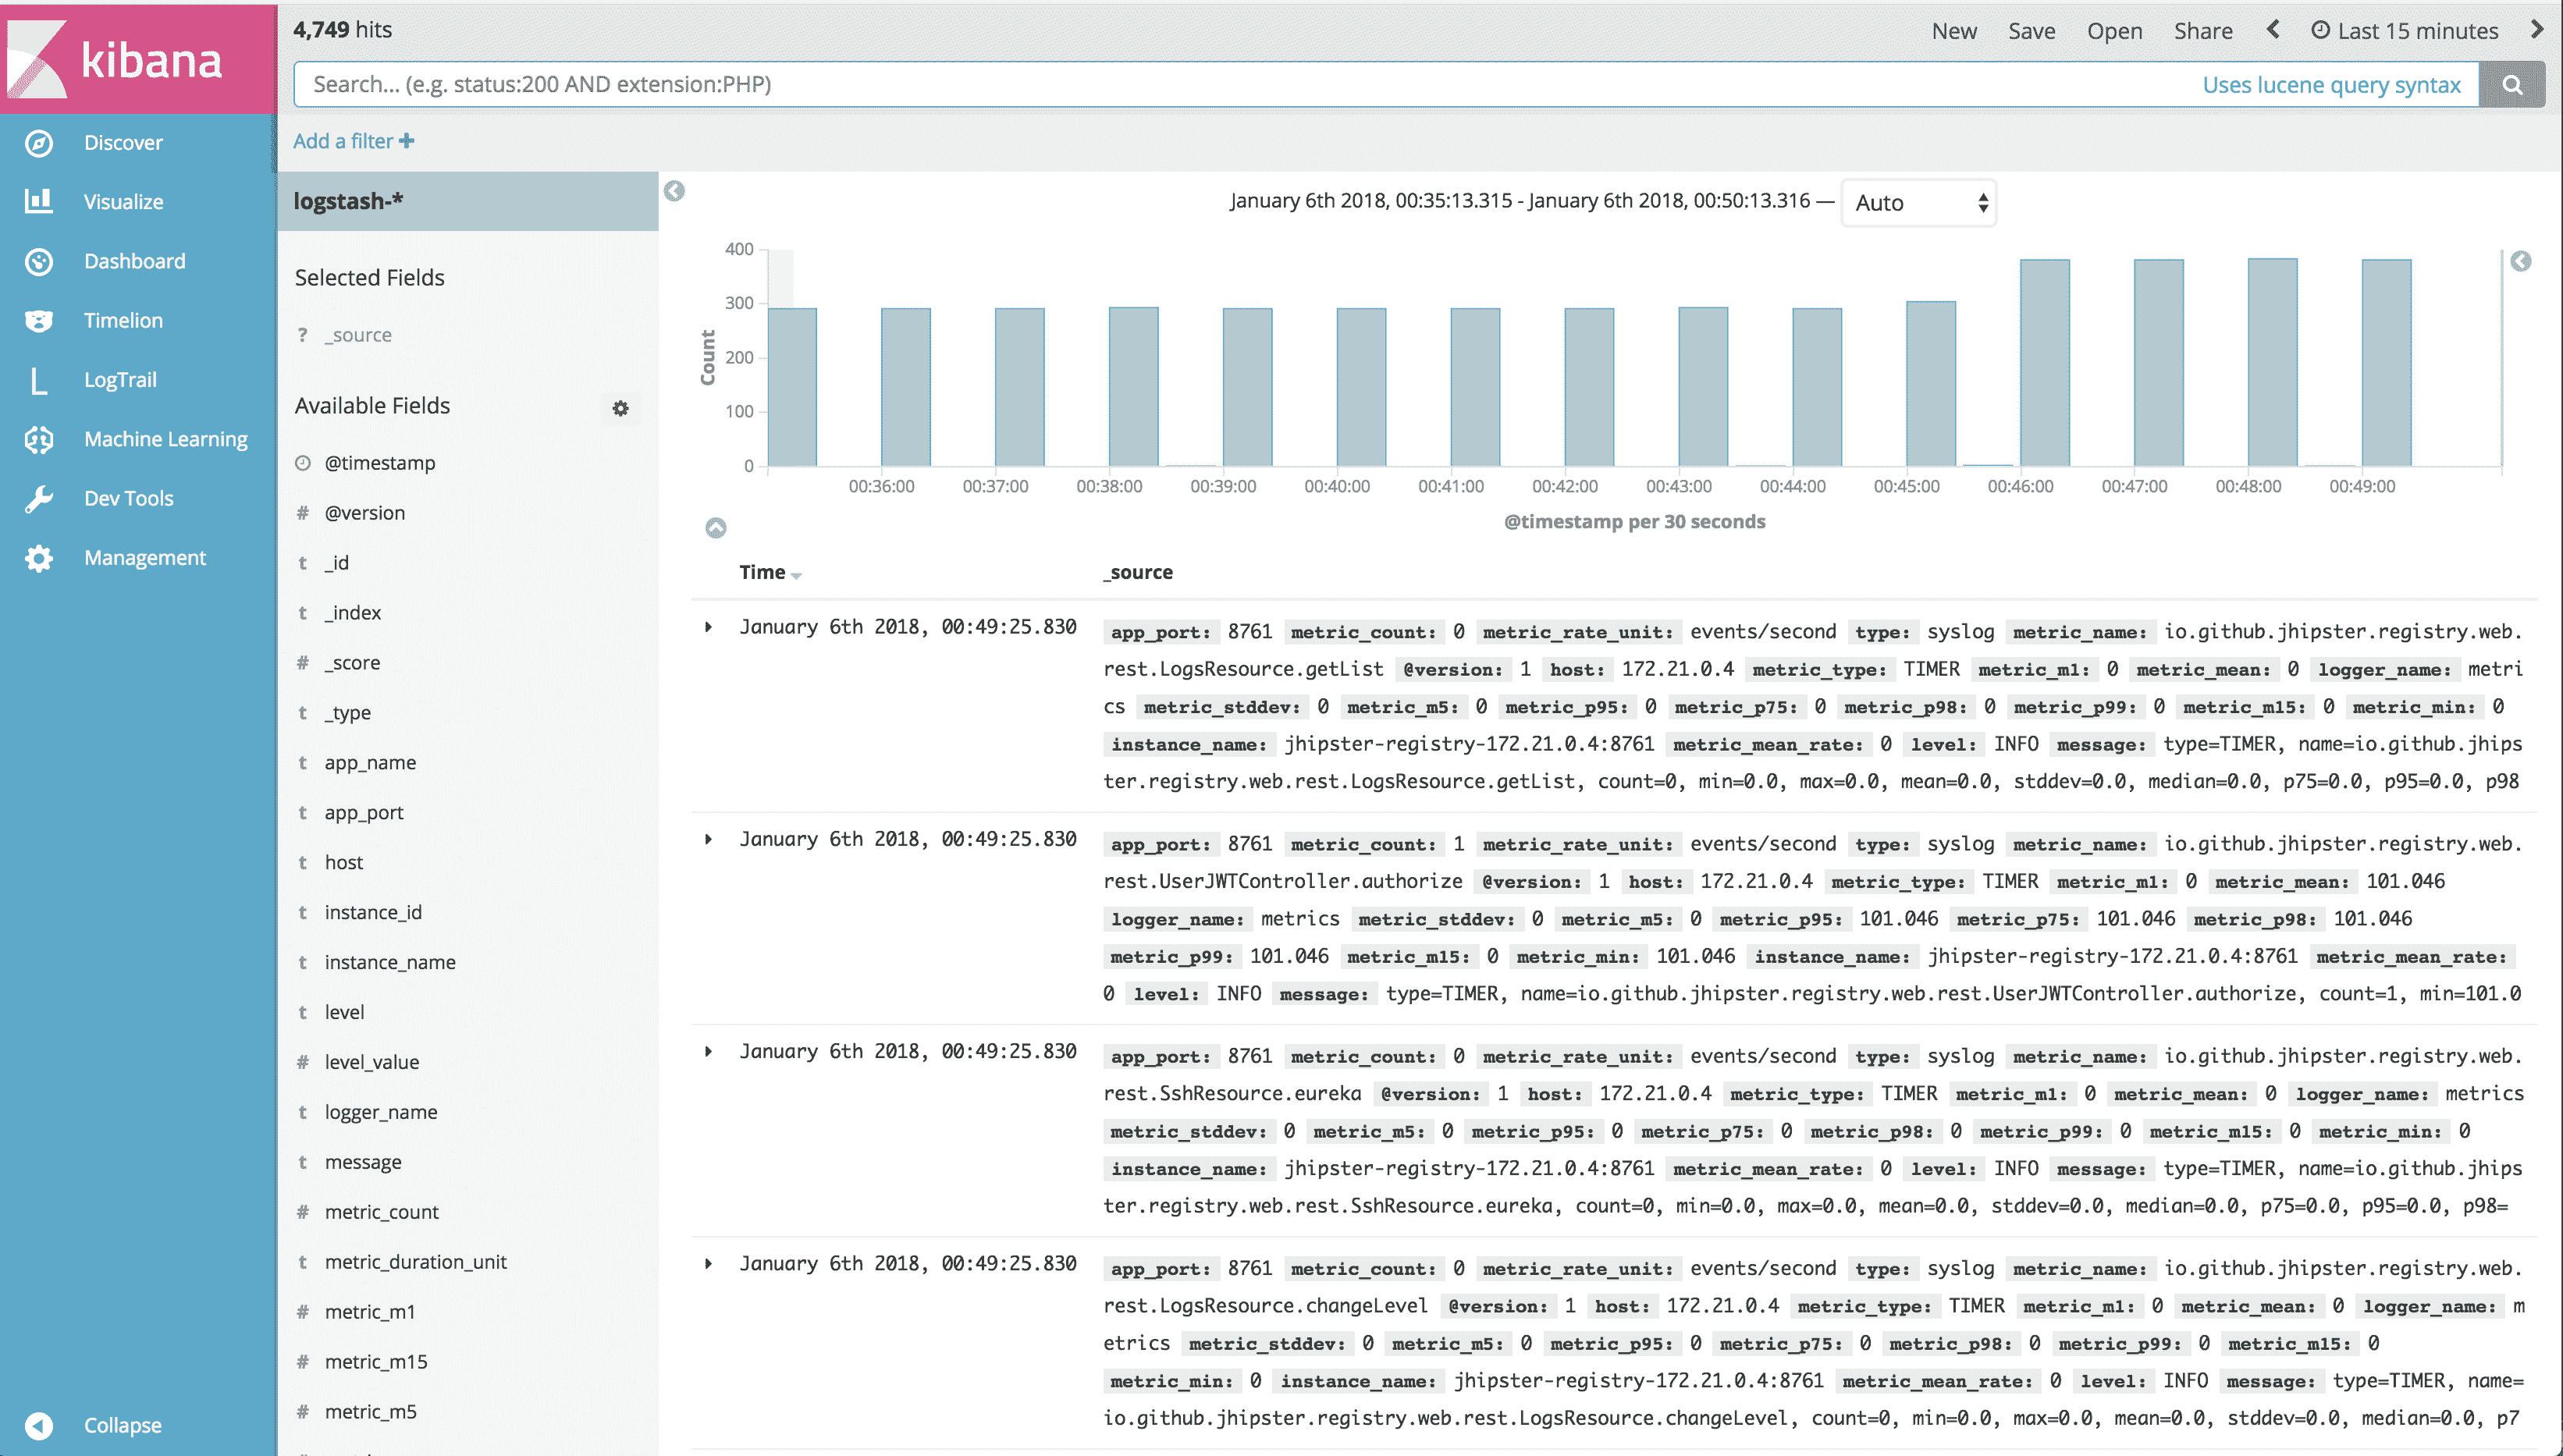 kibana
Discover
Visualize
Dashboard
Timelion
L LogTrail
Machine Learning
Dev Tools
Management
Collapse
4,749 hits
New Save Open Share Last 15 minutes
Search... (e.g. status:200 AND extension:PHP) Uses lucene query syntax
Add a filter
logstash-*
Selected Fields
? _source
Available Fields
@timestamp
# @version
t _id
t _index
# _score
t _type
t app_name
t app_port
t host
t instance_id
t instance_name
t level
# level_value
t logger_name
t message
# metric_count
t metric_duration_unit
# metric_m1
# metric_m15
# metric_m5
January 6th 2018, 00:35:13.315 - January 6th 2018, 00:50:13.316 — Auto
Count
400
300
200
100
0
00:36:00 00:37:00 00:38:00 00:39:00 00:40:00 00:41:00 00:42:00 00:43:00 00:44:00 00:45:00 00:46:00 00:47:00 00:48:00 00:49:00
@timestamp per 30 seconds
Time _source
January 6th 2018, 00:49:25.830 app_port: 8761 metric_count: 0 metric_rate_unit: events/second type: syslog metric_name: io.github.jhipster.registry.web.
rest.LogsResource.getList @version: 1 host: 172.21.0.4 metric_type: TIMER metric_m1: 0 metric_mean: 0 logger_name: metri
cs metric_stddev: 0 metric_m5: 0 metric_p95: 0 metric_p75: 0 metric_p98: 0 metric_p99: 0 metric_m15: 0 metric_min: 0
instance_name: jhipster-registry-172.21.0.4:8761 metric_mean_rate: 0 level: INFO message: type=TIMER, name=io.github.jhips
ter.registry.web.rest.LogsResource.getList, count=0, min=0.0, max=0.0, mean=0.0, stddev=0.0, median=0.0, p75=0.0, p95=0.0, p98
January 6th 2018, 00:49:25.830 app_port: 8761 metric_count: 1 metric_rate_unit: events/second type: syslog metric_name: io.github.jhipster.registry.web.
rest.UserJWTController.authorize @version: 1 host: 172.21.0.4 metric_type: TIMER metric_m1: 0 metric_mean: 101.046
logger_name: metrics metric_stddev: 0 metric_m5: 0 metric_p95: 101.046 metric_p75: 101.046 metric_p98: 101.046
metric_p99: 101.046 metric_m15: 0 metric_min: 101.046 instance_name: jhipster-registry-172.21.0.4:8761 metric_mean_rate:
0 level: INFO message: type=TIMER, name=io.github.jhipster.registry.web.rest.UserJWTController.authorize, count=1, min=101.0
January 6th 2018, 00:49:25.830 app_port: 8761 metric_count: 0 metric_rate_unit: events/second type: syslog metric_name: io.github.jhipster.registry.web.
rest.SshResource.eureka @version: 1 host: 172.21.0.4 metric_type: TIMER metric_m1: 0 metric_mean: 0 logger_name: metrics
metric_stddev: 0 metric_m5: 0 metric_p95: 0 metric_p75: 0 metric_p98: 0 metric_p99: 0 metric_m15: 0 metric_min: 0
instance_name: jhipster-registry-172.21.0.4:8761 metric_mean_rate: 0 level: INFO message: type=TIMER, name=io.github.jhips
ter.registry.web.rest.SshResource.eureka, count=0, min=0.0, max=0.0, mean=0.0, stddev=0.0, median=0.0, p75=0.0, p95=0.0, p98=
January 6th 2018, 00:49:25.830 app_port: 8761 metric_count: 0 metric_rate_unit: events/second type: syslog metric_name: io.github.jhipster.registry.web.
rest.LogsResource.changeLevel @version: 1 host: 172.21.0.4 metric_type: TIMER metric_m1: 0 metric_mean: 0 logger_name: m
etrics metric_stddev: 0 metric_m5: 0 metric_p95: 0 metric_p75: 0 metric_p98: 0 metric_p99: 0 metric_m15: 0
metric_min: 0 instance_name: jhipster-registry-172.21.0.4:8761 metric_mean_rate: 0 level: INFO message: type=TIMER, name=
io.github.jhipster.registry.web.rest.LogsResource.changeLevel, count=0, min=0.0, max=0.0, mean=0.0, stddev=0.0, median=0.0, p7